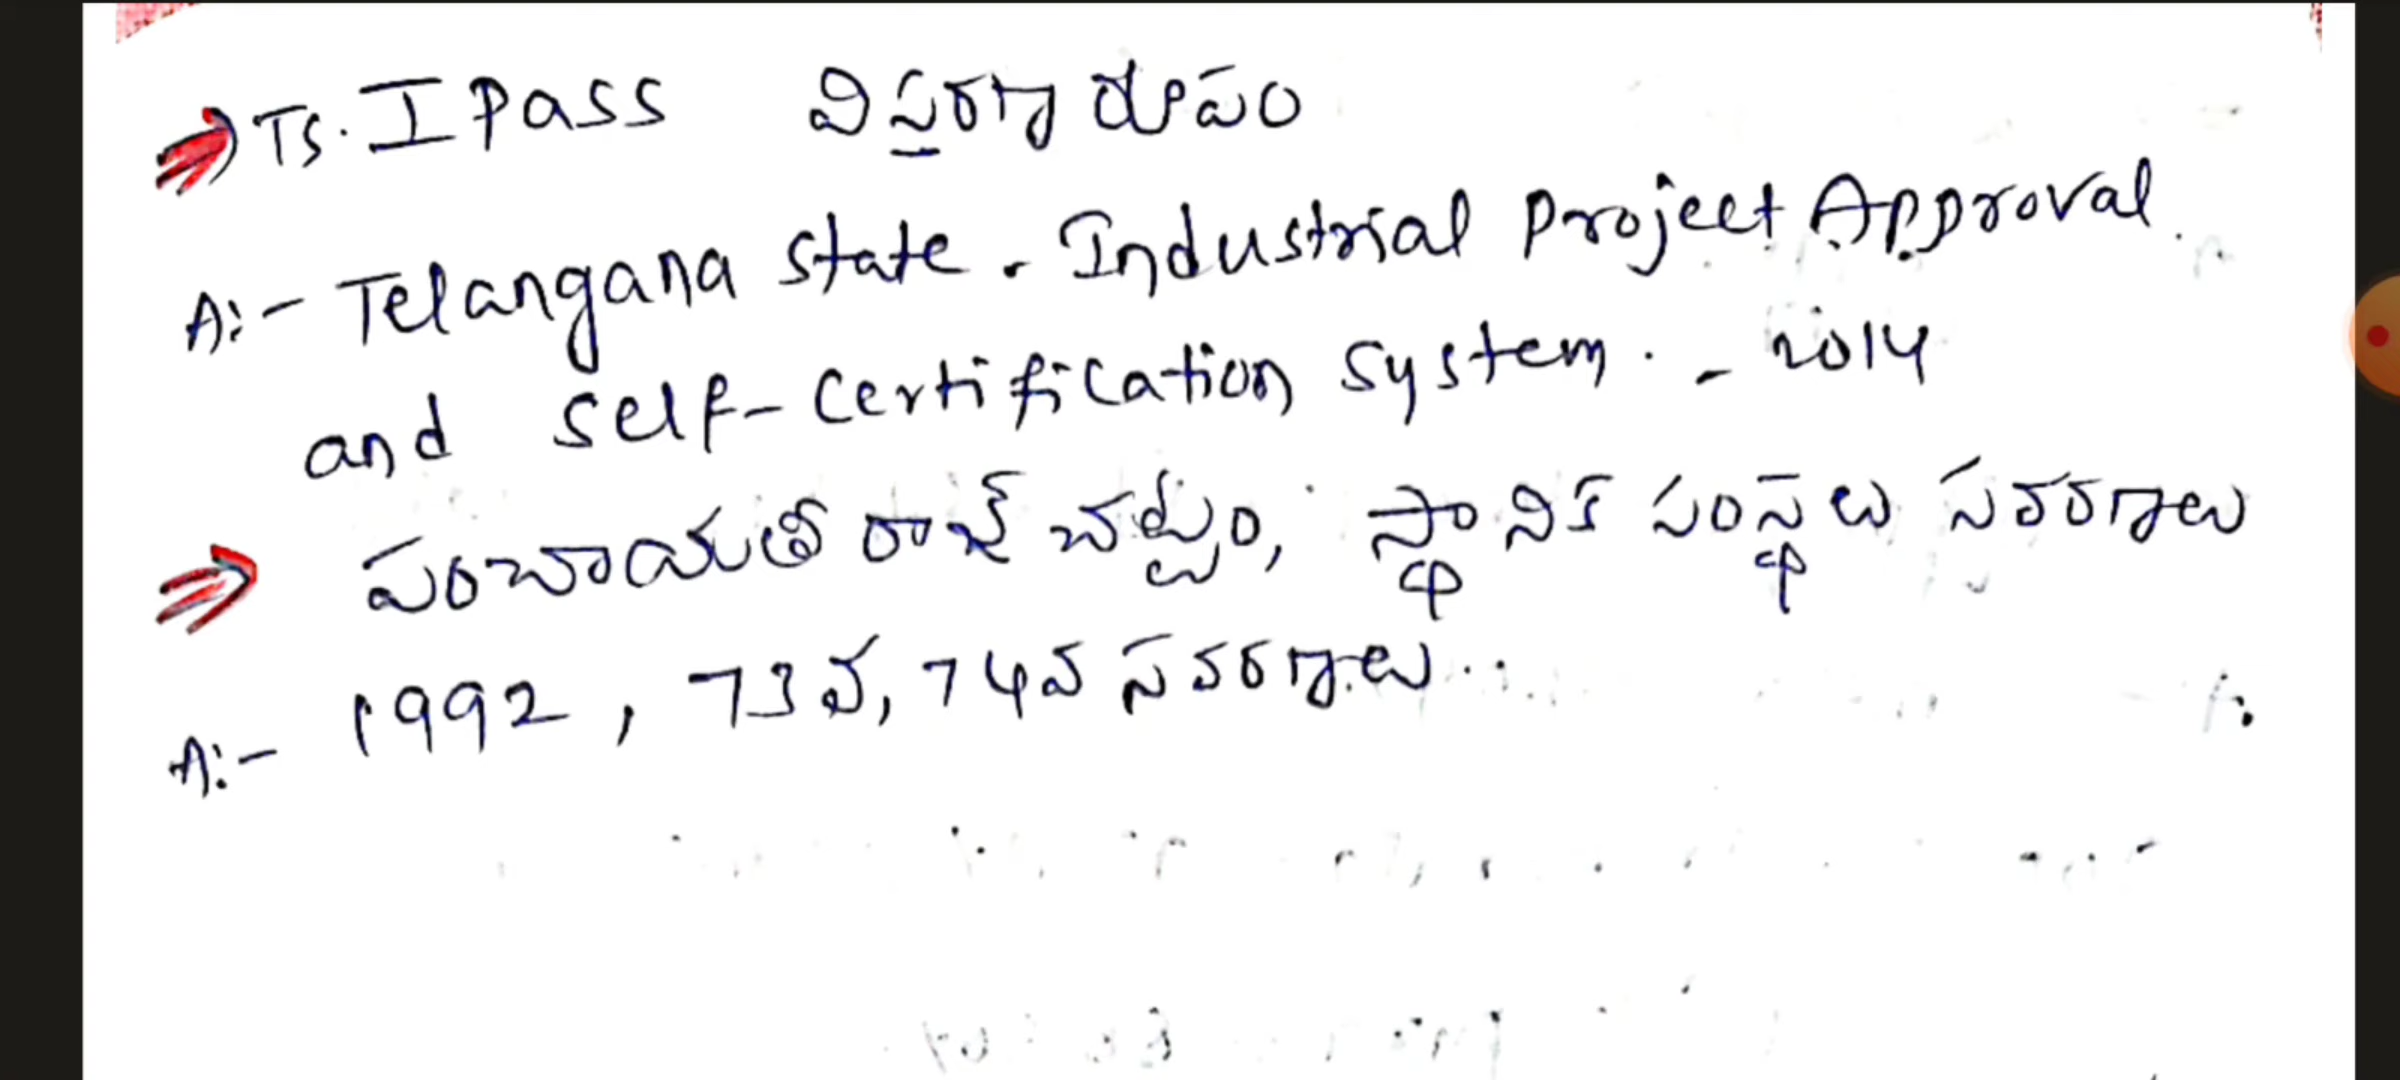 ⇒ TS. I Pass విస్తరణ రూపం
A:- Telangana State. Industrial Project Approval.
and Self-Certification System. - 2014
⇒ పంచాయతీ రాజ్ చట్టం, స్థానిక సంస్థలు సవరణలు
A:- 1992, 73వ, 74వ సవరణలు..